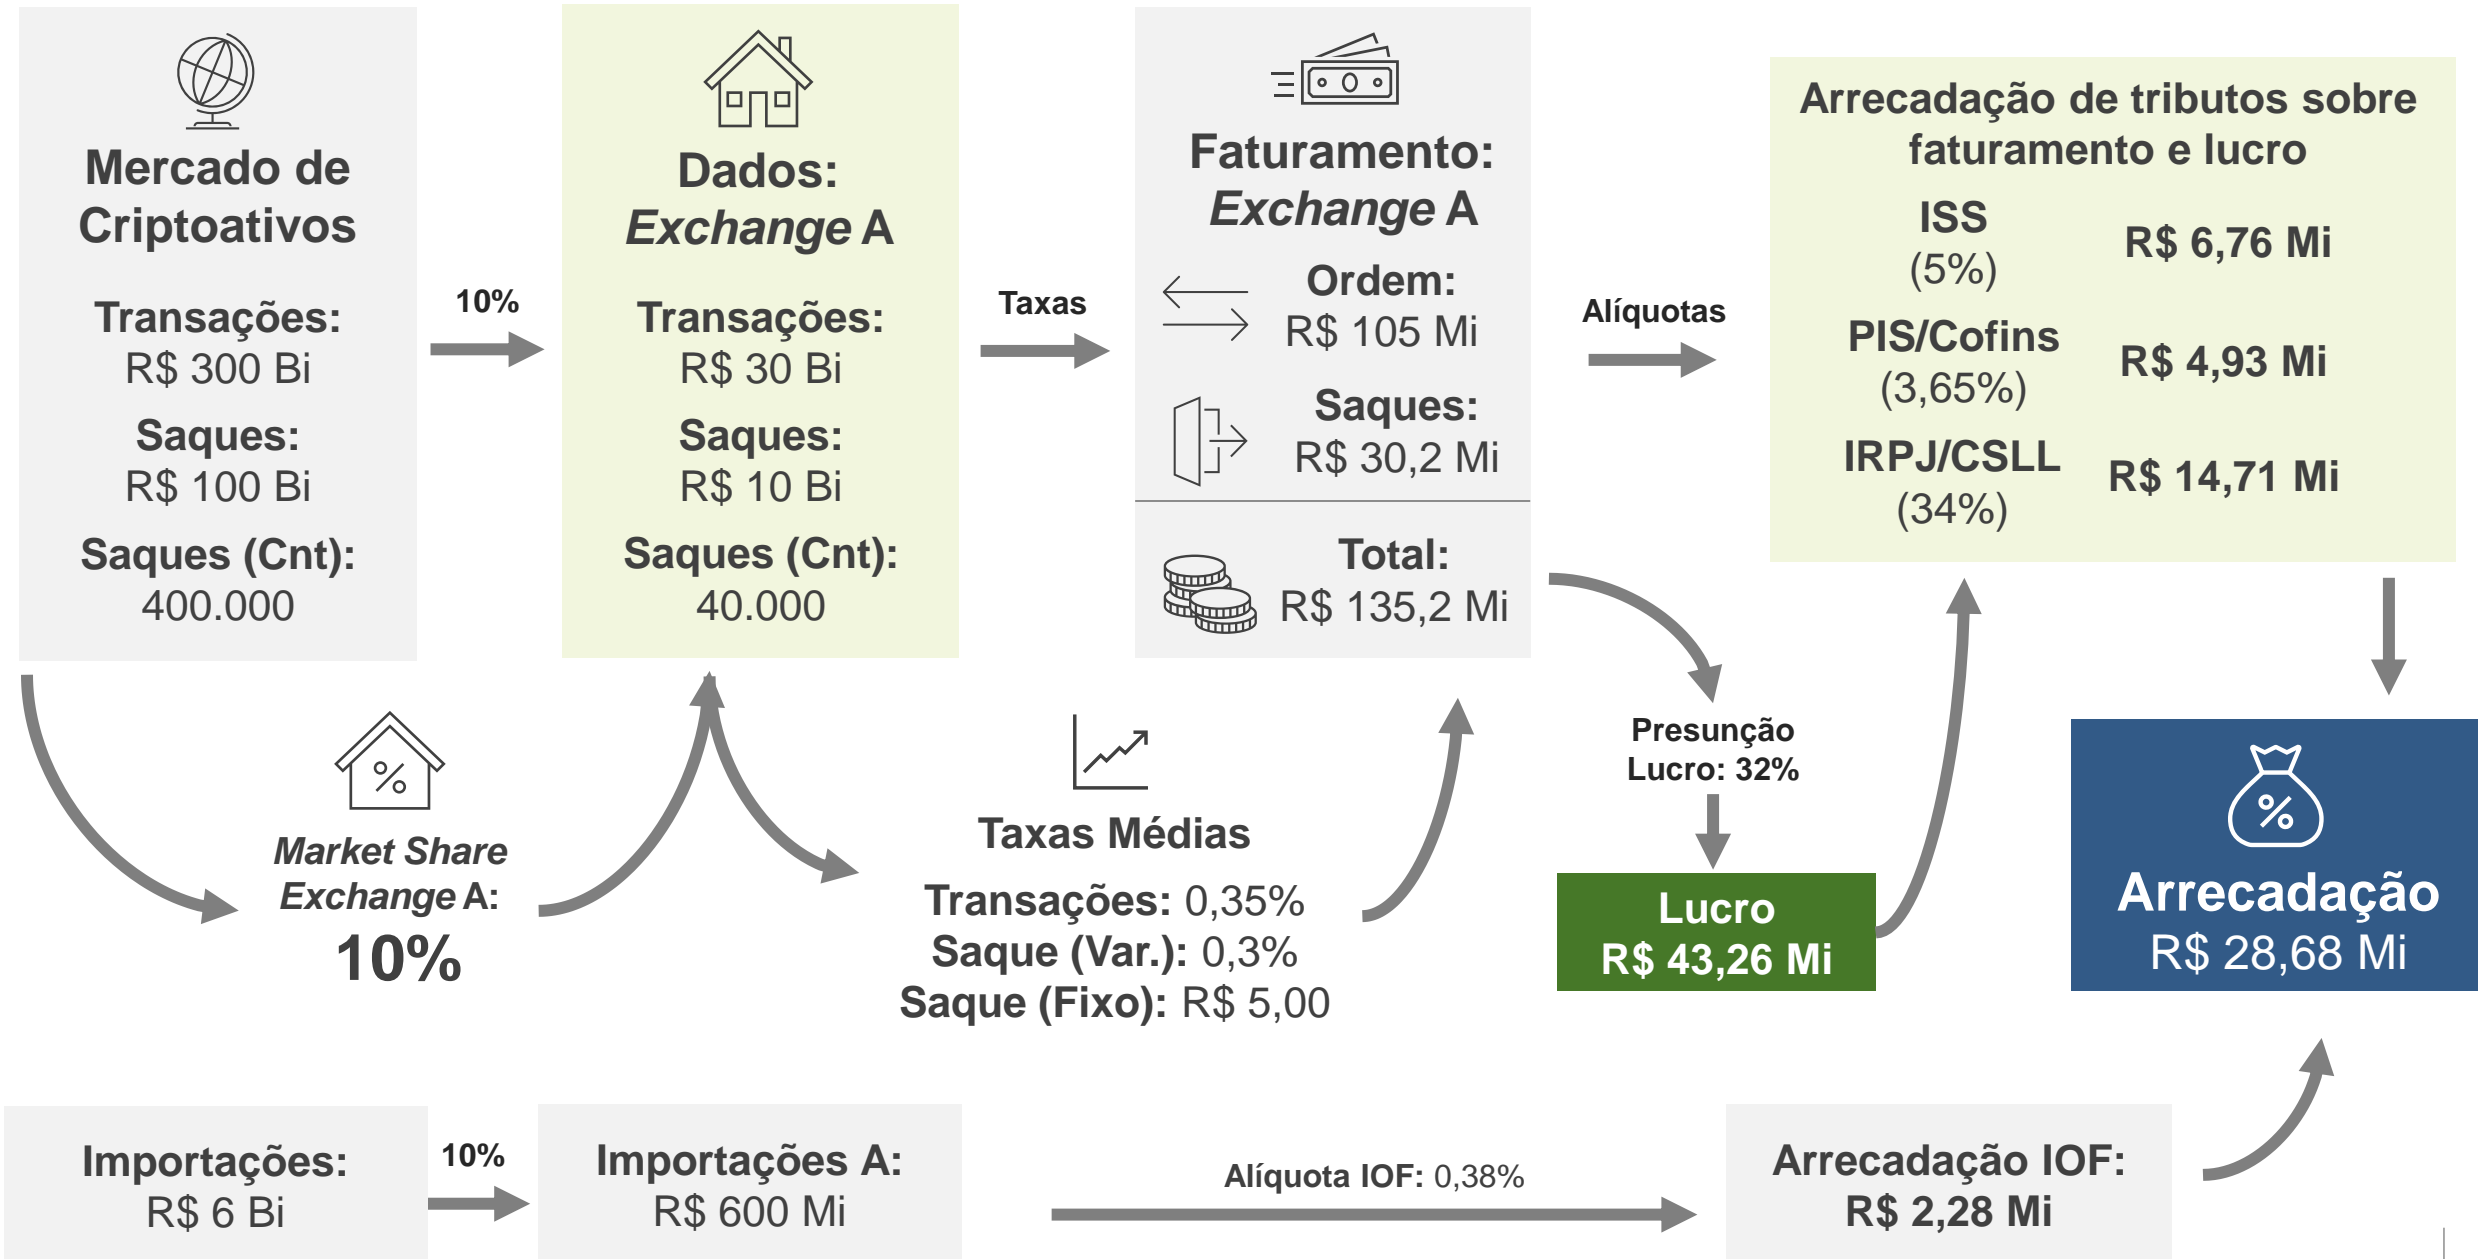 Mercado de
Criptoativos
Transações:
R$ 300 Bi
Saques:
R$ 100 Bi
Saques (Cnt):
400.000
10%
Dados:
Exchange A
Transações:
R$ 30 Bi
Saques:
R$ 10 Bi
Saques (Cnt):
40.000
Taxas
Faturamento:
Exchange A
Ordem:
R$ 105 Mi
Saques:
R$ 30,2 Mi
Total:
R$ 135,2 Mi
Alíquotas
Arrecadação de tributos sobre
faturamento e lucro
ISS
(5%)
R$ 6,76 Mi
PIS/Cofins
(3,65%)
R$ 4,93 Mi
IRPJ/CSLL
(34%)
R$ 14,71 Mi
%
Market Share
Exchange A:
10%
Taxas Médias
Transações: 0,35%
Saque (Var.): 0,3%
Saque (Fixo): R$ 5,00
Presunção
Lucro: 32%
Lucro
R$ 43,26 Mi
%
Arrecadação
R$ 28,68 Mi
Importações:
R$ 6 Bi
10%
Importações A:
R$ 600 Mi
Alíquota IOF: 0,38%
Arrecadação IOF:
R$ 2,28 Mi